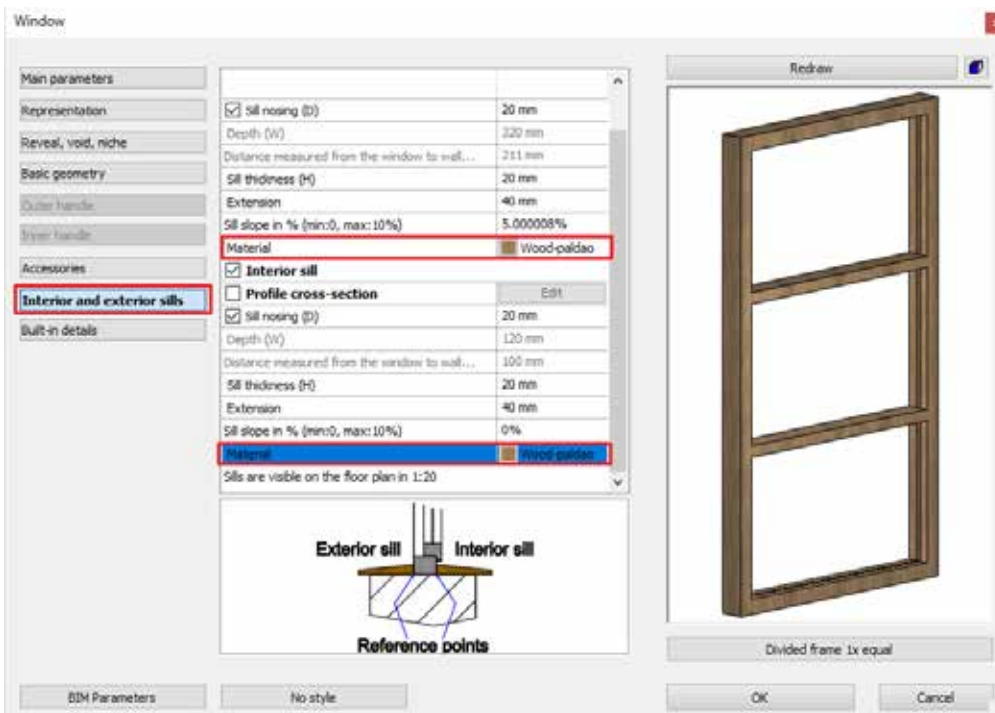 Window
Main parameters
Representation
Reveal, void, niche
Basic geometry
Outer handle
Inner handle
Accessories
Interior and exterior sills
Built-in details
Sill nosing (D) 20 mm
Depth (W) 220 mm
Distance measured from the window to wall... 211 mm
Sill thickness (H) 20 mm
Extension 40 mm
Sill slope in % (min:0, max:10%) 5.000008%
Material Wood-paldao
Interior sill
Profile cross-section Edit
Sill nosing (D) 20 mm
Depth (W) 120 mm
Distance measured from the window to wall... 100 mm
Sill thickness (H) 20 mm
Extension 40 mm
Sill slope in % (min:0, max:10%) 0%
Material Wood-paldao
Sills are visible on the floor plan in 1:20
Exterior sill Interior sill
Reference points
Redraw
Divided frame 1x equal
BIM Parameters No style OK Cancel